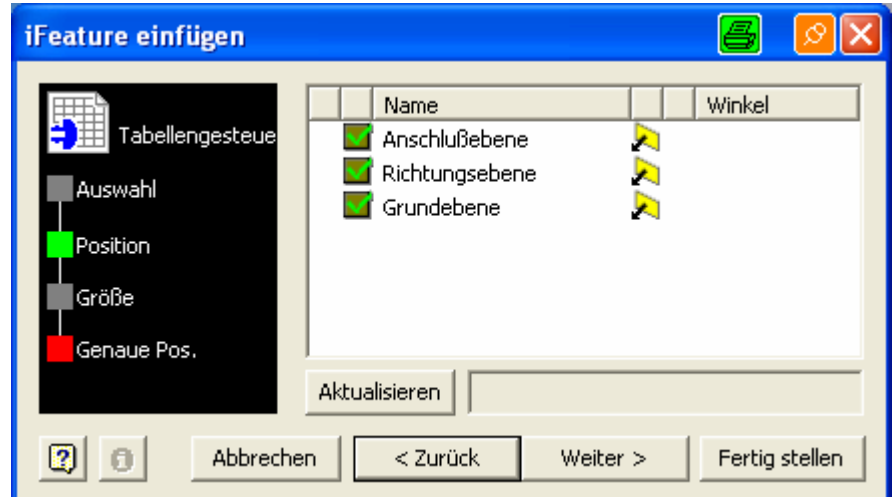 iFeature einfügen
Tabellengesteue
Auswahl
Position
Größe
Genaue Pos.
Name Winkel
Anschlußebene
Richtungsebene
Grundebene
Aktualisieren
Abbrechen < Zurück Weiter > Fertig stellen